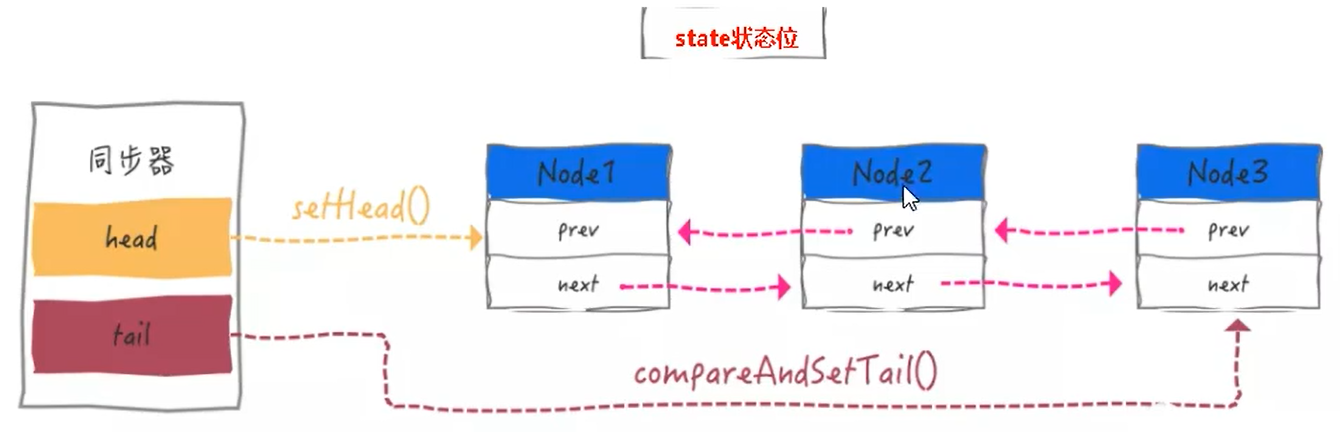 state状态位
同步器
head
tail
setHead()
Node1
prev
next
Node2
prev
next
Node3
prev
next
compareAndSetTail()